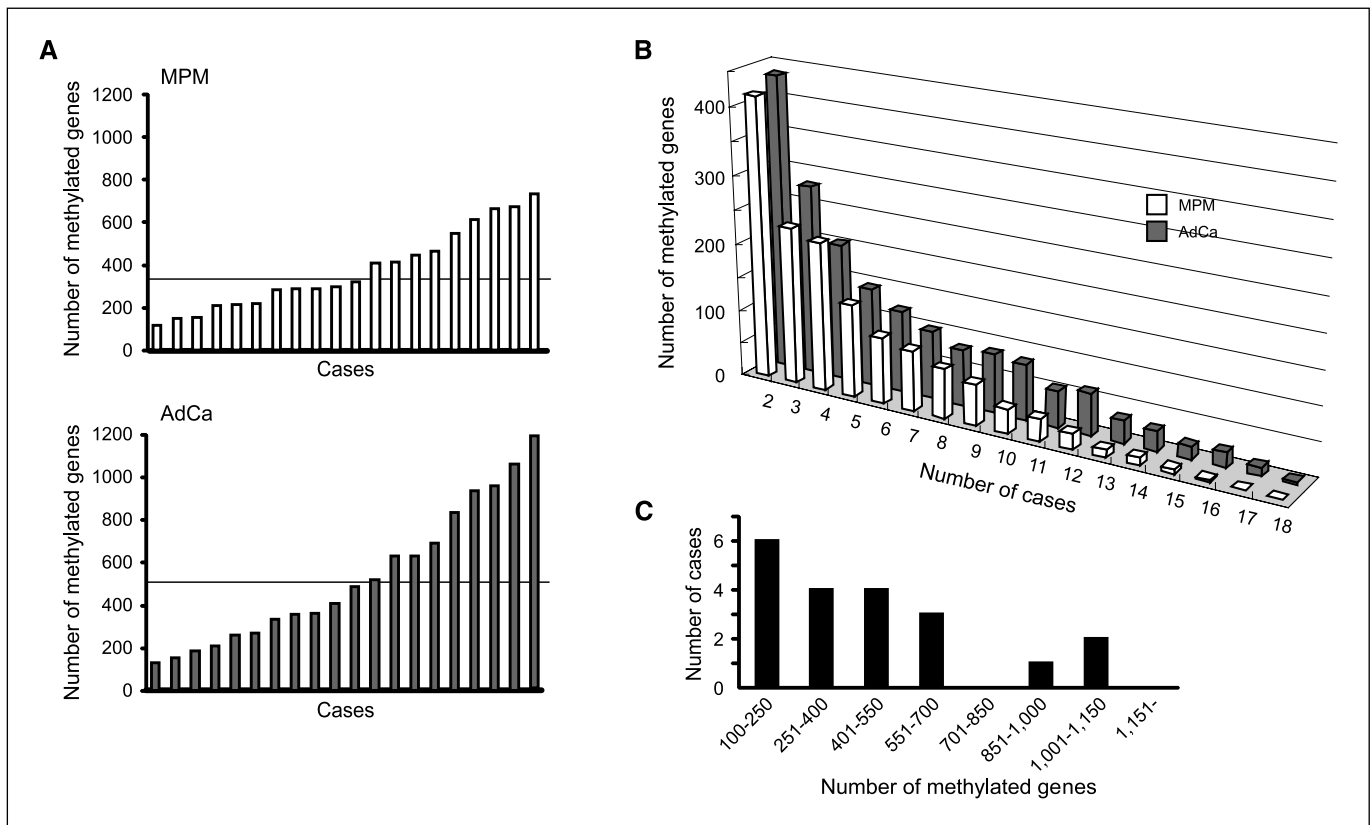 A
MPM
Number of methylated genes
1200
1000
800
600
400
200
0
Cases
AdCa
Number of methylated genes
1200
1000
800
600
400
200
0
Cases
B
Number of methylated genes
400
300
200
100
0
MPM
AdCa
2 3 4 5 6 7 8 9 10 11 12 13 14 15 16 17 18
Number of cases
C
Number of cases
6
4
2
0
100-250 251-400 401-550 551-700 701-850 851-1,000 1,001-1,150 1,151-
Number of methylated genes